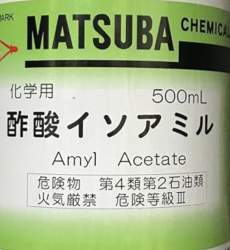 MARK
MATSUBA CHEMICAL
化学用 500mL
酢酸イソアミル
Amyl Acetate
危険物 第4類第2石油類
火気厳禁 危険等級Ⅲ